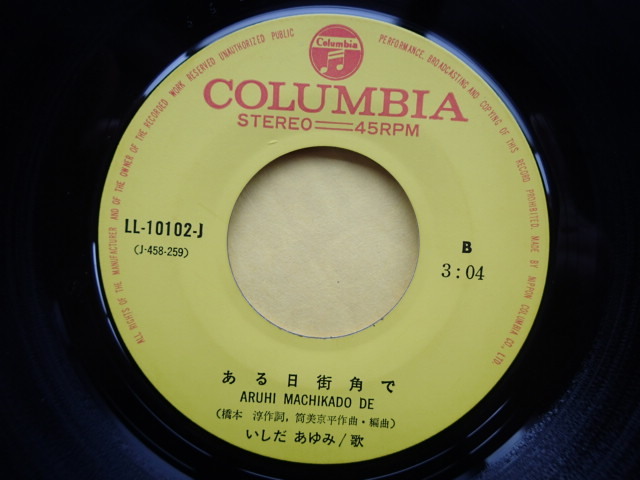 ALL RIGHTS OF THE MANUFACTURER AND OF THE OWNER OF THE RECORDED WORK RESERVED UNAUTHORIZED PUBLIC PERFORMANCE, BROADCASTING AND COPYING OF THIS RECORD PROHIBITED. MADE BY NIPPON COLUMBIA CO., LTD
Columbia
COLUMBIA
STEREO 45RPM
LL-10102-J
(J-458-259)
B
3:04
ある日街角で
ARUHI MACHIKADO DE
(橋本 淳作詞, 筒美京平作曲・編曲)
いしだ あゆみ/歌